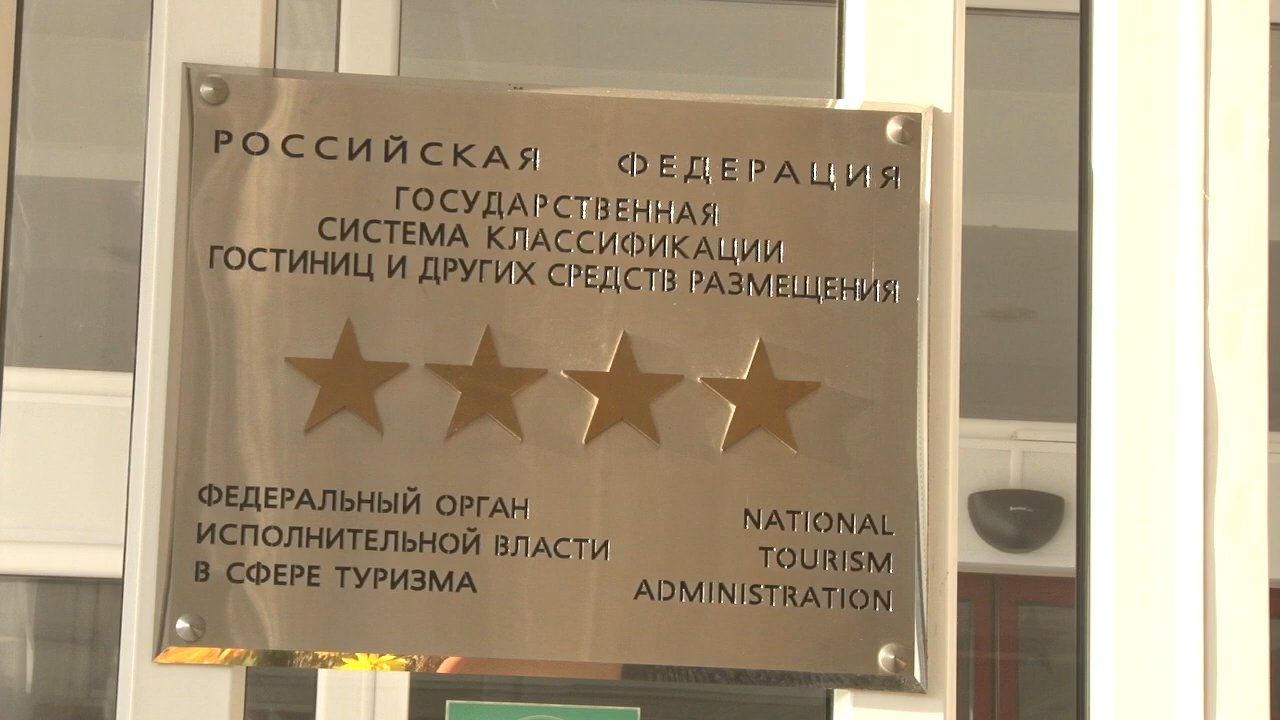 РОССИЙСКАЯ ФЕДЕРАЦИЯ
ГОСУДАРСТВЕННАЯ
СИСТЕМА КЛАССИФИКАЦИИ
ГОСТИНИЦ И ДРУГИХ СРЕДСТВ РАЗМЕЩЕНИЯ
ФЕДЕРАЛЬНЫЙ ОРГАН
ИСПОЛНИТЕЛЬНОЙ ВЛАСТИ
В СФЕРЕ ТУРИЗМА
NATIONAL
TOURISM
ADMINISTRATION